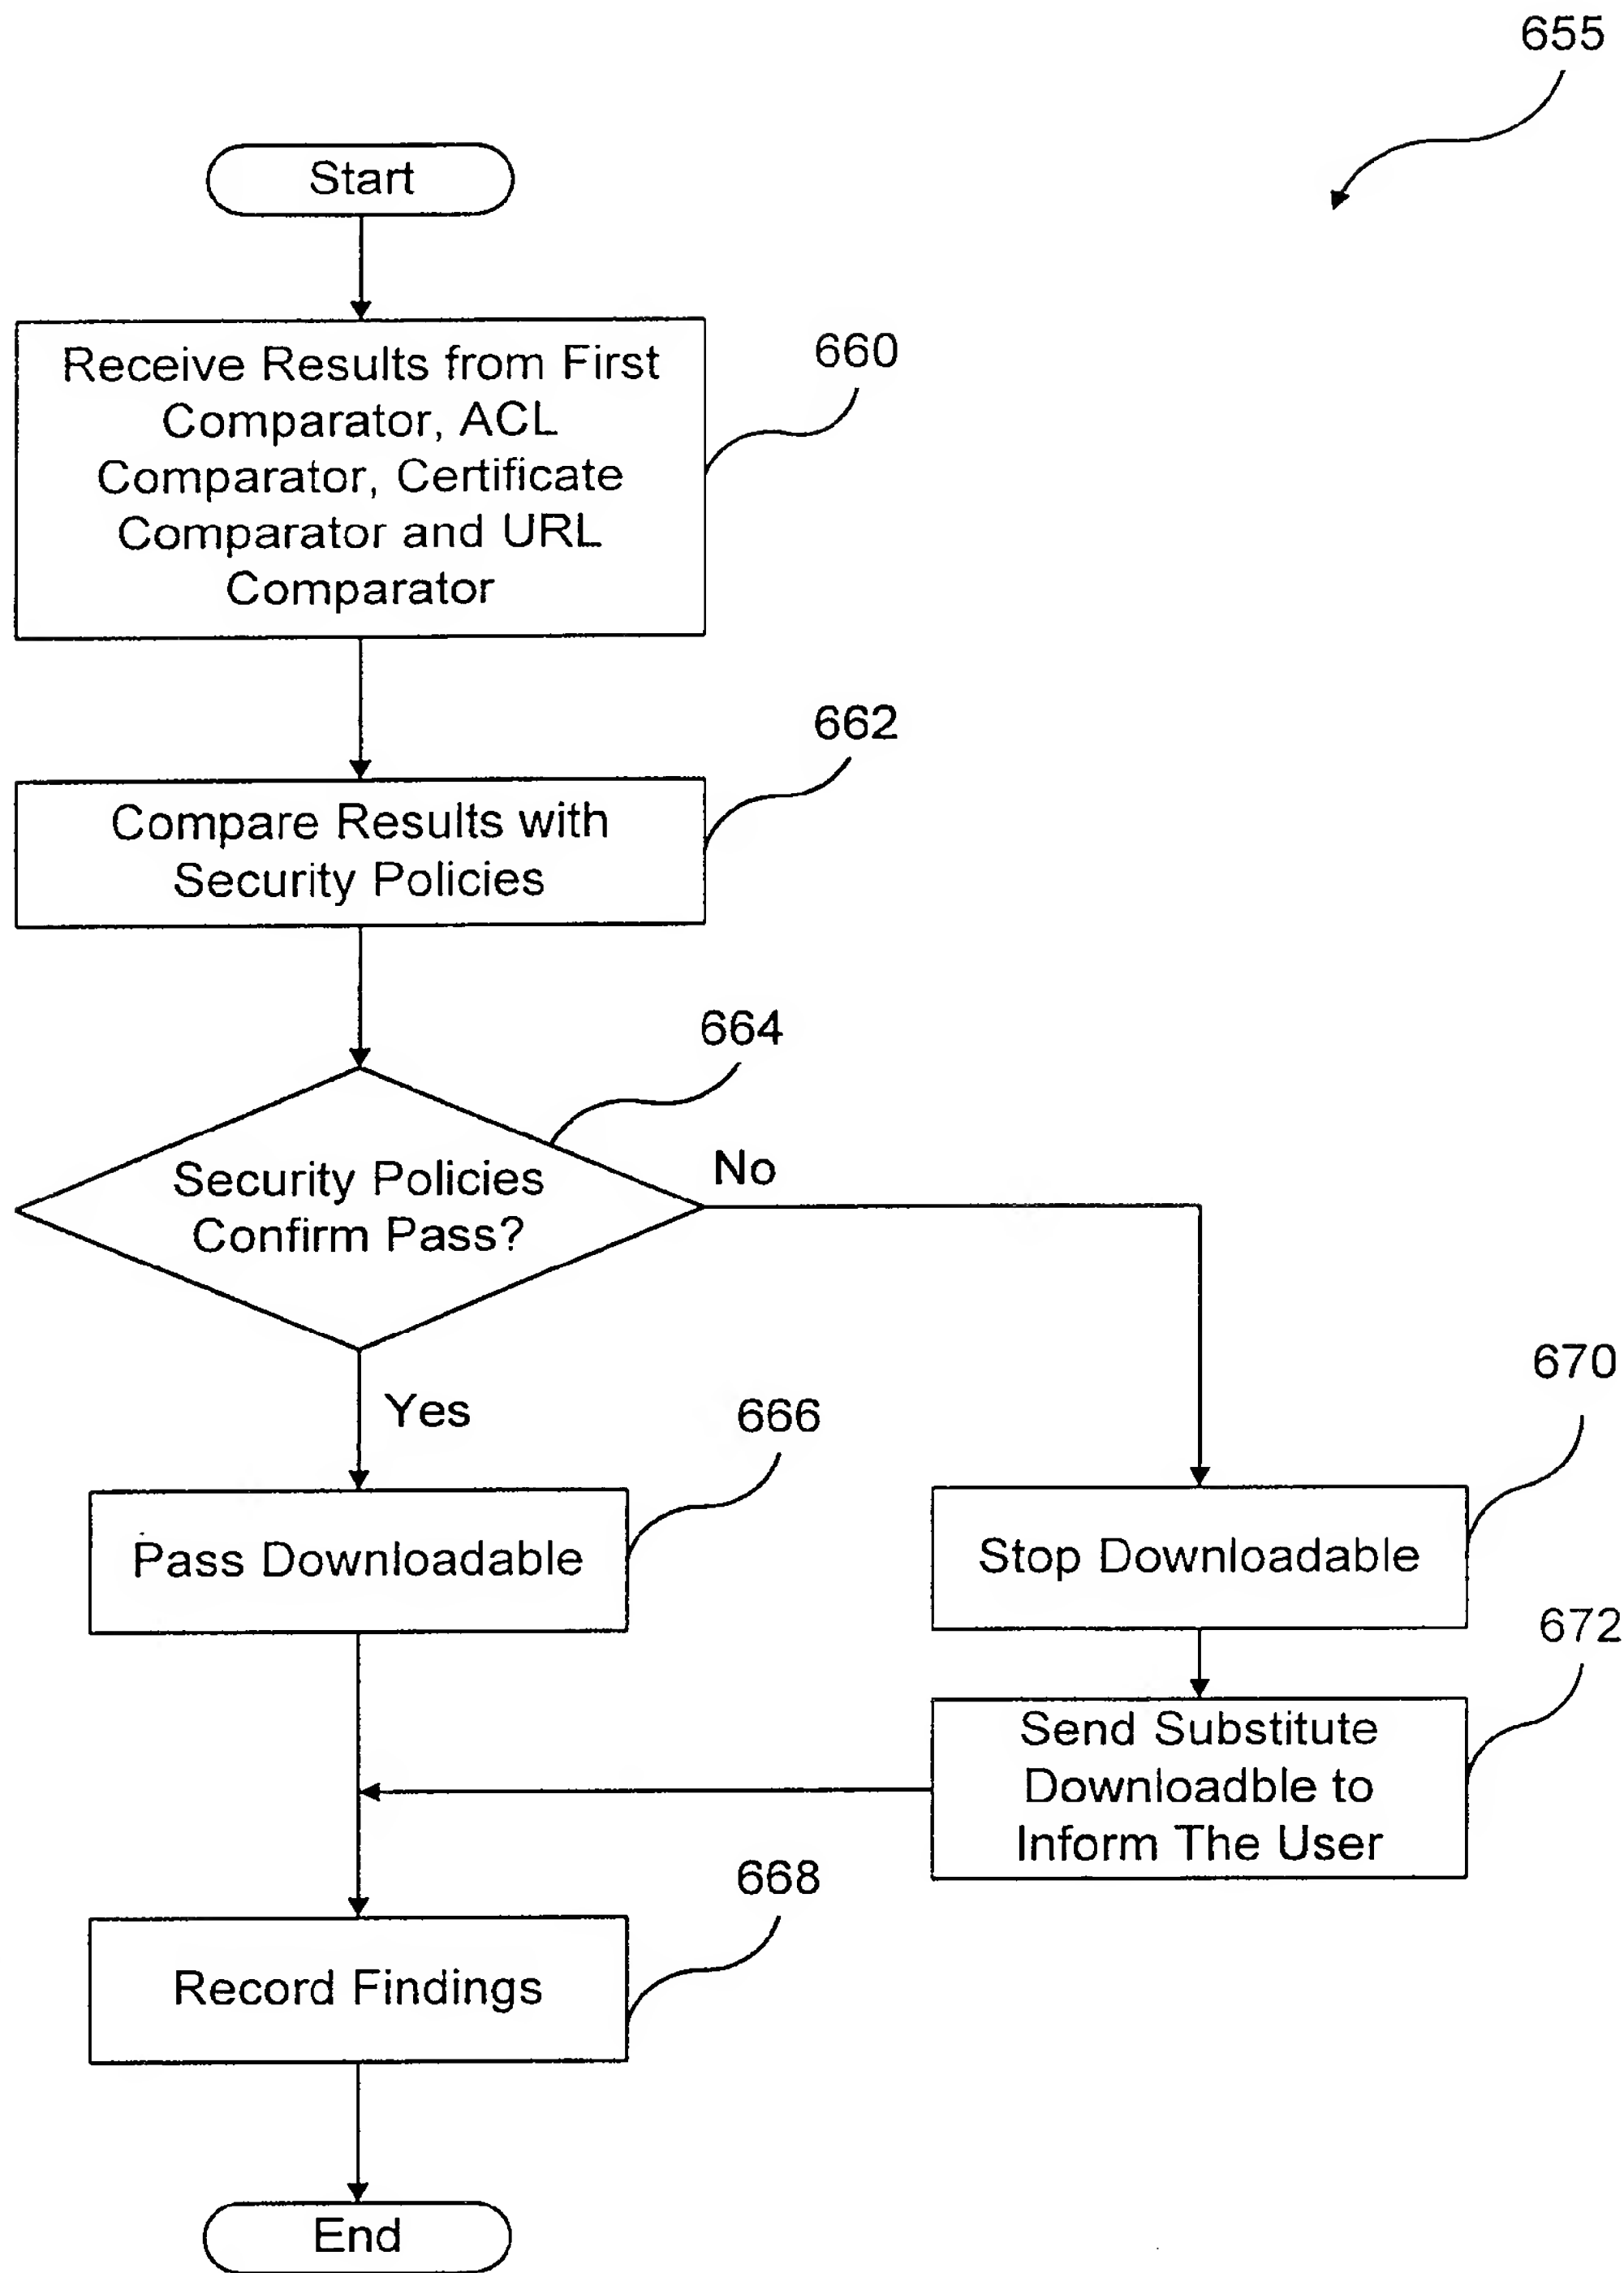 655
Start
Receive Results from First
Comparator, ACL
Comparator, Certificate
Comparator and URL
Comparator
660
Compare Results with
Security Policies
662
664
Security Policies
Confirm Pass?
No
Yes
666
Pass Downloadable
670
Stop Downloadable
672
Send Substitute
Downloadble to
Inform The User
668
Record Findings
End